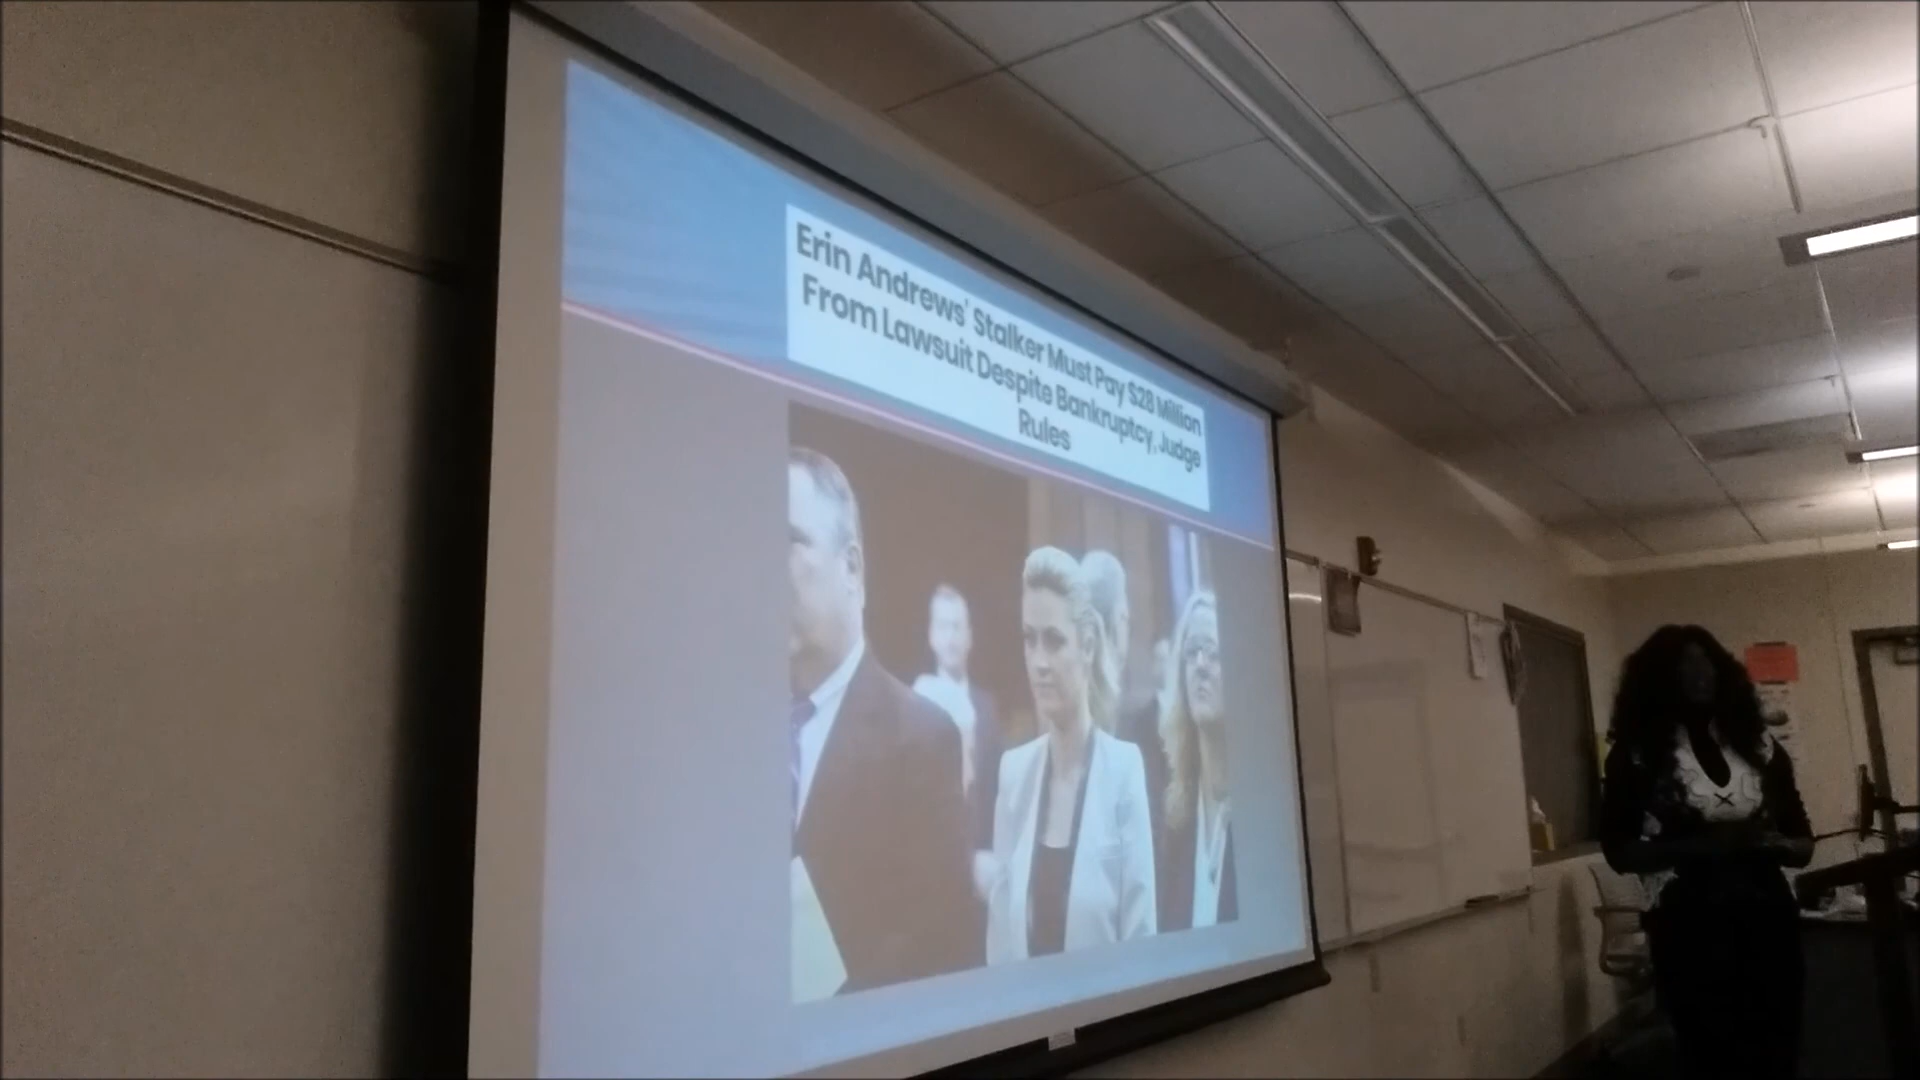 Erin Andrews' Stalker Must Pay $28 Million
From Lawsuit Despite Bankruptcy, Judge
Rules